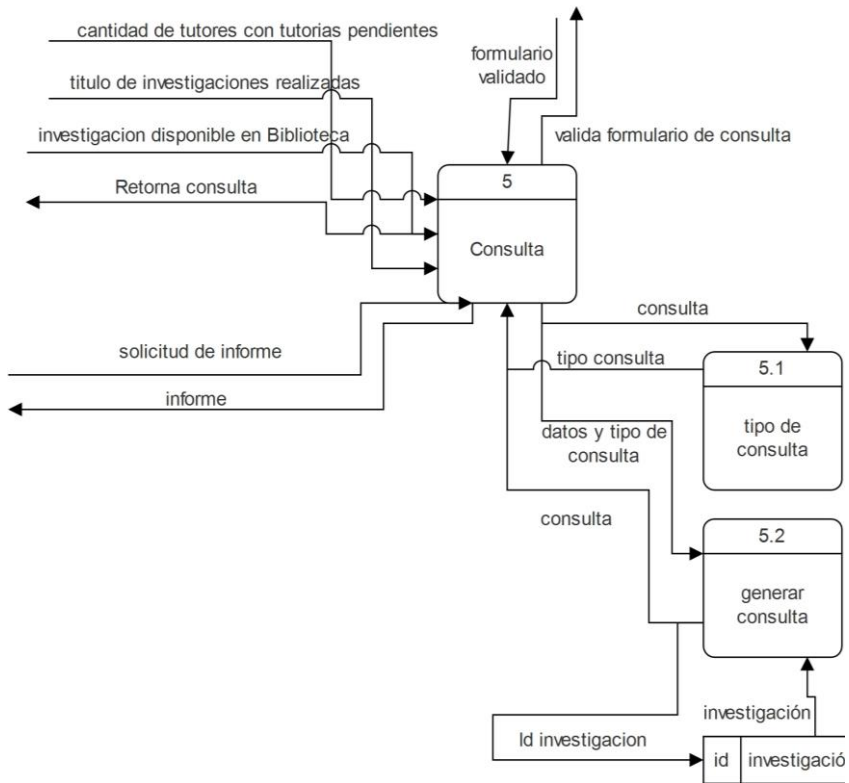 cantidad de tutores con tutorias pendientes
formulario
validado
titulo de investigaciones realizadas
investigacion disponible en Biblioteca
valida formulario de consulta
Retorna consulta
5
Consulta
consulta
solicitud de informe
tipo consulta
5.1
informe
datos y tipo de
consulta
tipo de
consulta
consulta
5.2
generar
consulta
investigación
Id investigacion
id
investigació